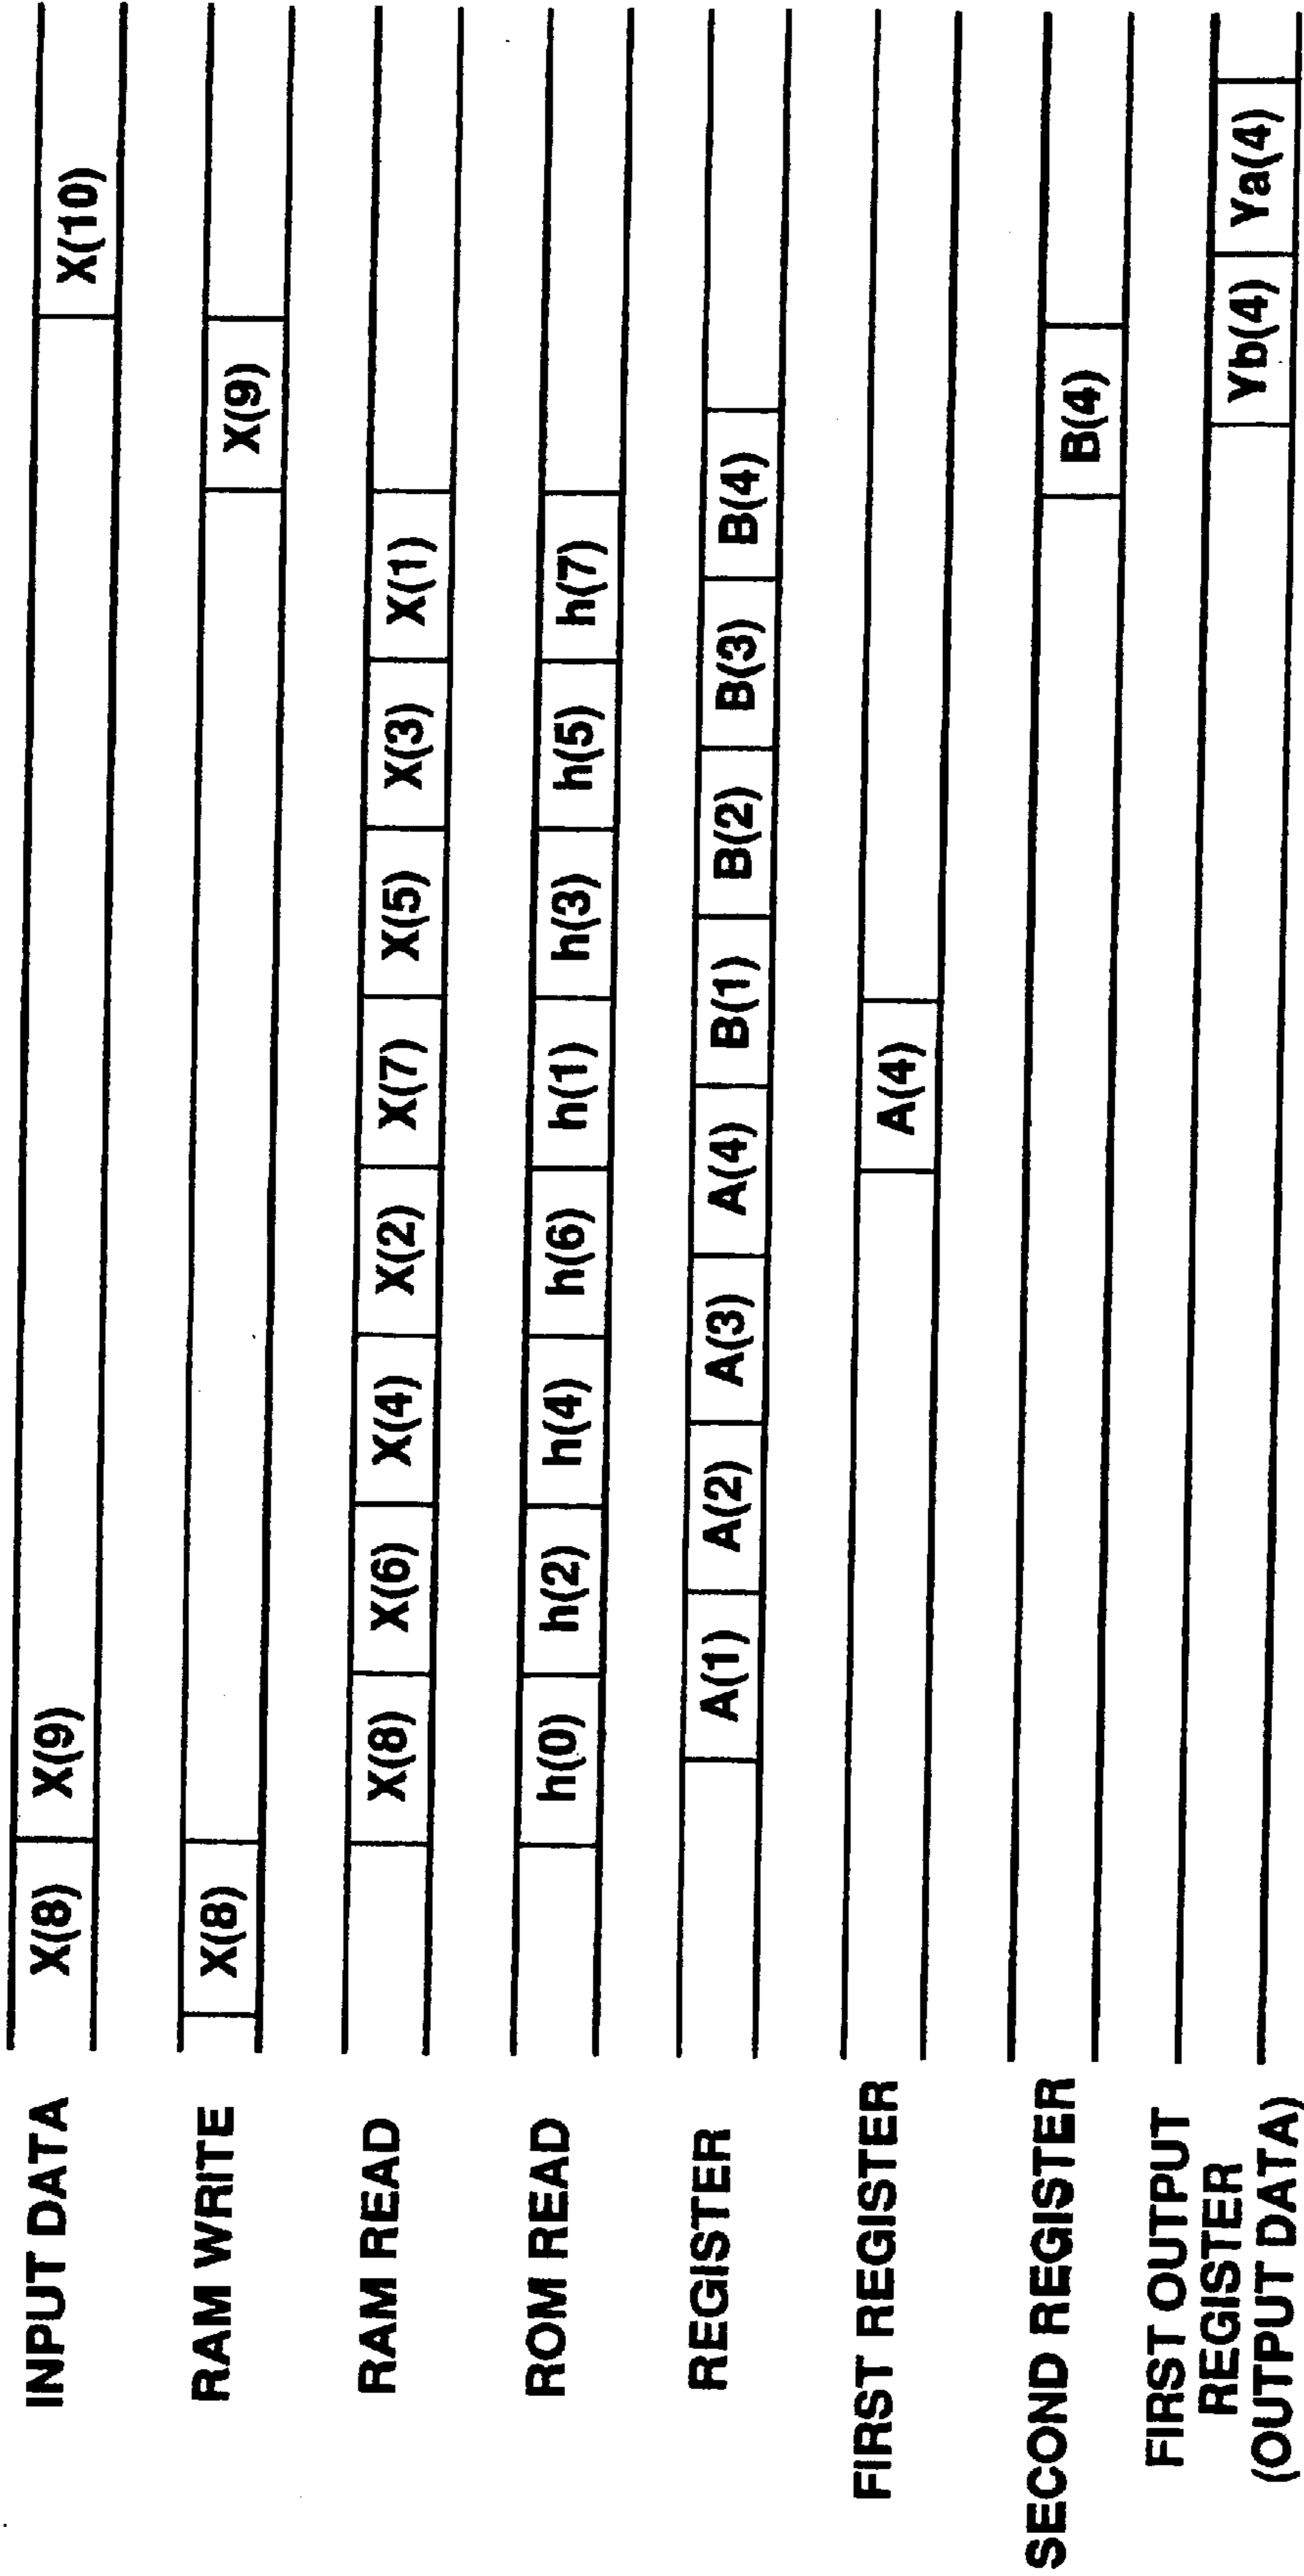 INPUT DATA X(8) X(9) X(10)
RAM WRITE X(8) X(9)
RAM READ X(8) X(6) X(4) X(2) X(7) X(5) X(3) X(1)
ROM READ h(0) h(2) h(4) h(6) h(1) h(3) h(5) h(7)
REGISTER A(1) A(2) A(3) A(4) B(1) B(2) B(3) B(4)
FIRST REGISTER A(4)
SECOND REGISTER B(4)
FIRST OUTPUT
REGISTER
(OUTPUT DATA) Yb(4) Ya(4)